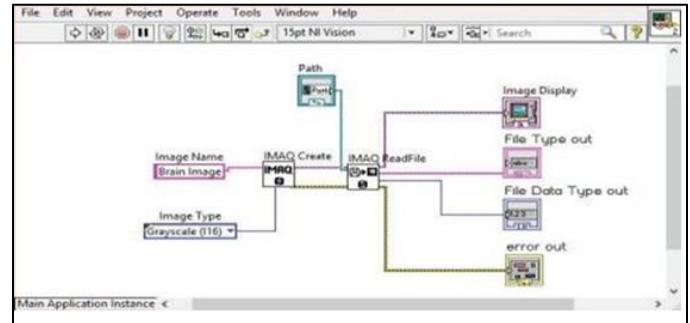 File Edit View Project Operate Tools Window Help
15pt NI Vision
Search
Path
Image Display
File Type out
Image Name
IMAQ Create
IMAQ ReadFile
Brain Image
IMAQ
File Data Type out
Image Type
Grayscale (I16)
error out
Main Application Instance